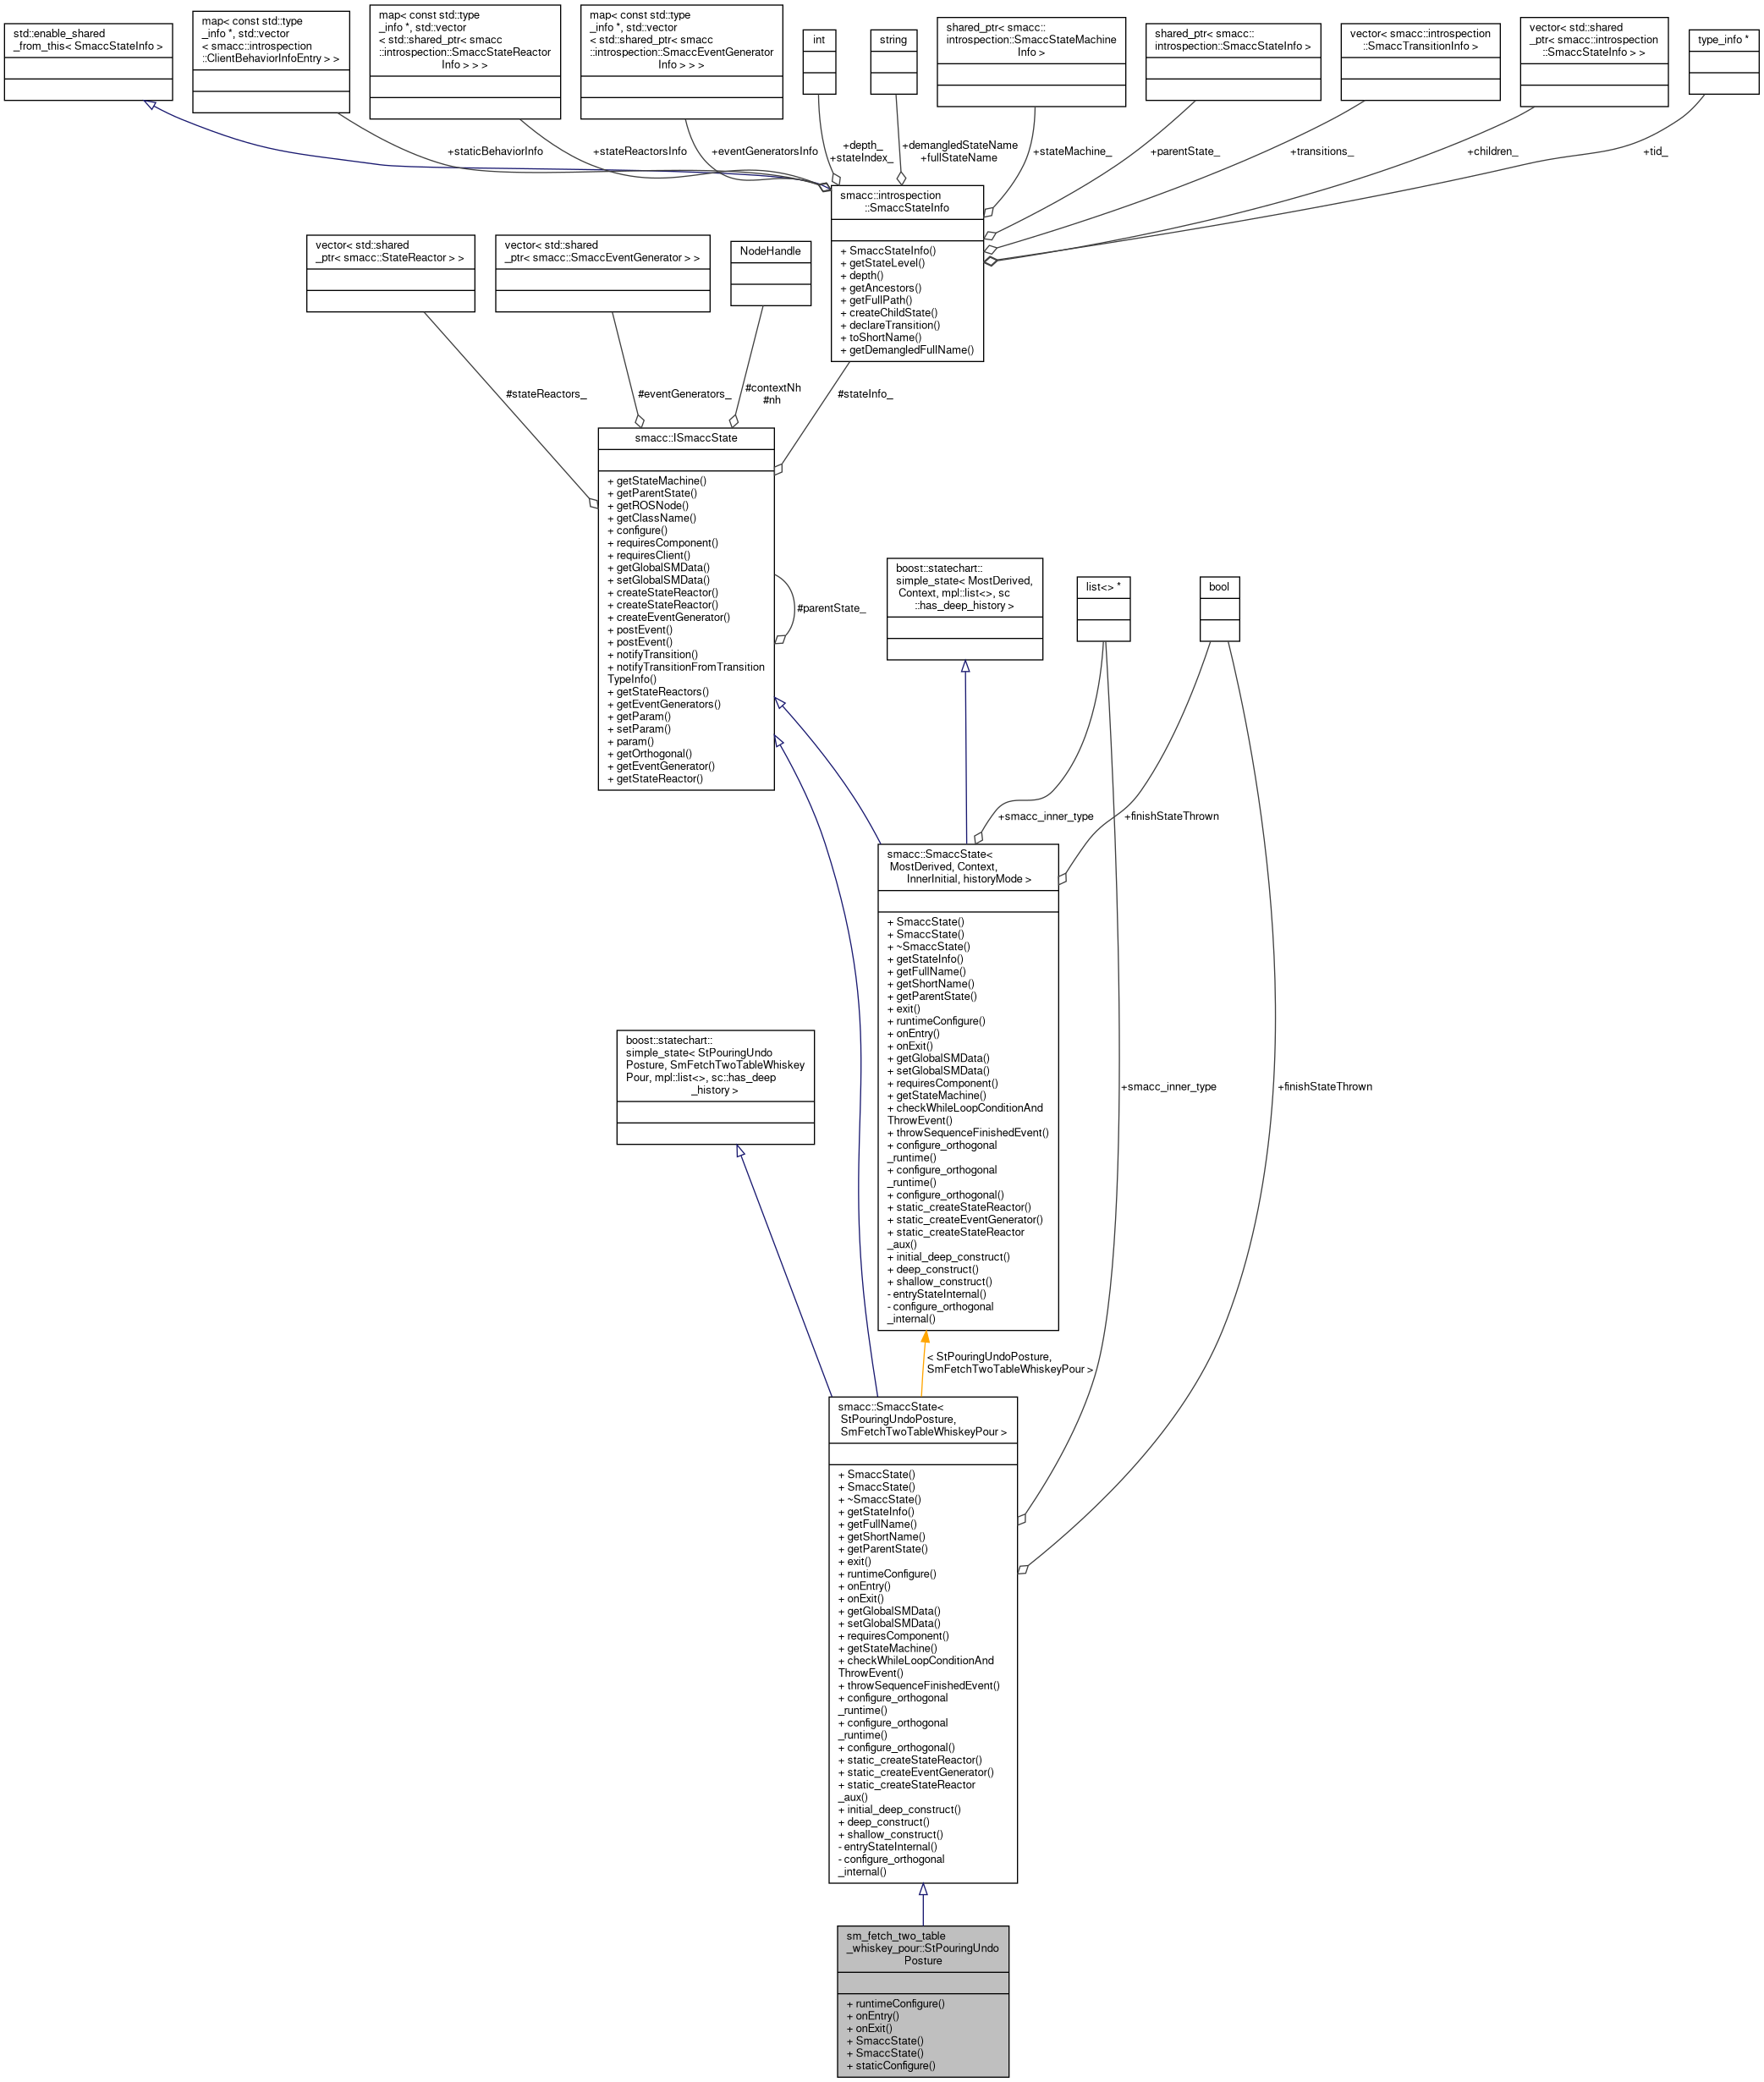 std::enable_shared
_from_this< SmaccStateInfo >
map< const std::type
_info *, std::vector
< smacc::introspection
::ClientBehaviorInfoEntry > >
map< const std::type
_info *, std::vector
< std::shared_ptr< smacc
::introspection::SmaccStateReactor
Info > > >
map< const std::type
_info *, std::vector
< std::shared_ptr< smacc
::introspection::SmaccEventGenerator
Info > > >
int
string
shared_ptr< smacc::
introspection::SmaccStateMachine
Info >
shared_ptr< smacc::
introspection::SmaccStateInfo >
vector< smacc::introspection
::SmaccTransitionInfo >
vector< std::shared
_ptr< smacc::introspection
::SmaccStateInfo > >
type_info *
+staticBehaviorInfo
+stateReactorsInfo
+eventGeneratorsInfo
+depth_
+stateIndex_
+demangledStateName
+fullStateName
+stateMachine_
+parentState_
+transitions_
+children_
+tid_
smacc::introspection
::SmaccStateInfo
+ SmaccStateInfo()
+ getStateLevel()
+ depth()
+ getAncestors()
+ getFullPath()
+ createChildState()
+ declareTransition()
+ toShortName()
+ getDemangledFullName()
vector< std::shared
_ptr< smacc::StateReactor > >
vector< std::shared
_ptr< smacc::SmaccEventGenerator > >
NodeHandle
#stateReactors_
#eventGenerators_
#contextNh
#nh
#stateInfo_
smacc::ISmaccState
+ getStateMachine()
+ getParentState()
+ getROSNode()
+ getClassName()
+ configure()
+ requiresComponent()
+ requiresClient()
+ getGlobalSMData()
+ setGlobalSMData()
+ createStateReactor()
+ createStateReactor()
+ createEventGenerator()
+ postEvent()
+ postEvent()
+ notifyTransition()
+ notifyTransitionFromTransition
TypeInfo()
+ getStateReactors()
+ getEventGenerators()
+ getParam()
+ setParam()
+ param()
+ getOrthogonal()
+ getEventGenerator()
+ getStateReactor()
#parentState_
boost::statechart::
simple_state< MostDerived,
Context, mpl::list<>, sc
::has_deep_history >
list<> *
bool
+smacc_inner_type
+finishStateThrown
smacc::SmaccState<
MostDerived, Context,
InnerInitial, historyMode >
+ SmaccState()
+ SmaccState()
+ ~SmaccState()
+ getStateInfo()
+ getFullName()
+ getShortName()
+ getParentState()
+ exit()
+ runtimeConfigure()
+ onEntry()
+ onExit()
+ getGlobalSMData()
+ setGlobalSMData()
+ requiresComponent()
+ getStateMachine()
+ checkWhileLoopConditionAnd
ThrowEvent()
+ throwSequenceFinishedEvent()
+ configure_orthogonal
_runtime()
+ configure_orthogonal
_runtime()
+ configure_orthogonal()
+ static_createStateReactor()
+ static_createEventGenerator()
+ static_createStateReactor
_aux()
+ initial_deep_construct()
+ deep_construct()
+ shallow_construct()
- entryStateInternal()
- configure_orthogonal
_internal()
boost::statechart::
simple_state< StPouringUndo
Posture, SmFetchTwoTableWhiskey
Pour, mpl::list<>, sc::has_deep
_history >
+smacc_inner_type
+finishStateThrown
< StPouringUndoPosture,
SmFetchTwoTableWhiskeyPour >
smacc::SmaccState<
StPouringUndoPosture,
SmFetchTwoTableWhiskeyPour >
+ SmaccState()
+ SmaccState()
+ ~SmaccState()
+ getStateInfo()
+ getFullName()
+ getShortName()
+ getParentState()
+ exit()
+ runtimeConfigure()
+ onEntry()
+ onExit()
+ getGlobalSMData()
+ setGlobalSMData()
+ requiresComponent()
+ getStateMachine()
+ checkWhileLoopConditionAnd
ThrowEvent()
+ throwSequenceFinishedEvent()
+ configure_orthogonal
_runtime()
+ configure_orthogonal
_runtime()
+ configure_orthogonal()
+ static_createStateReactor()
+ static_createEventGenerator()
+ static_createStateReactor
_aux()
+ initial_deep_construct()
+ deep_construct()
+ shallow_construct()
- entryStateInternal()
- configure_orthogonal
_internal()
sm_fetch_two_table
_whiskey_pour::StPouringUndo
Posture
+ runtimeConfigure()
+ onEntry()
+ onExit()
+ SmaccState()
+ SmaccState()
+ staticConfigure()